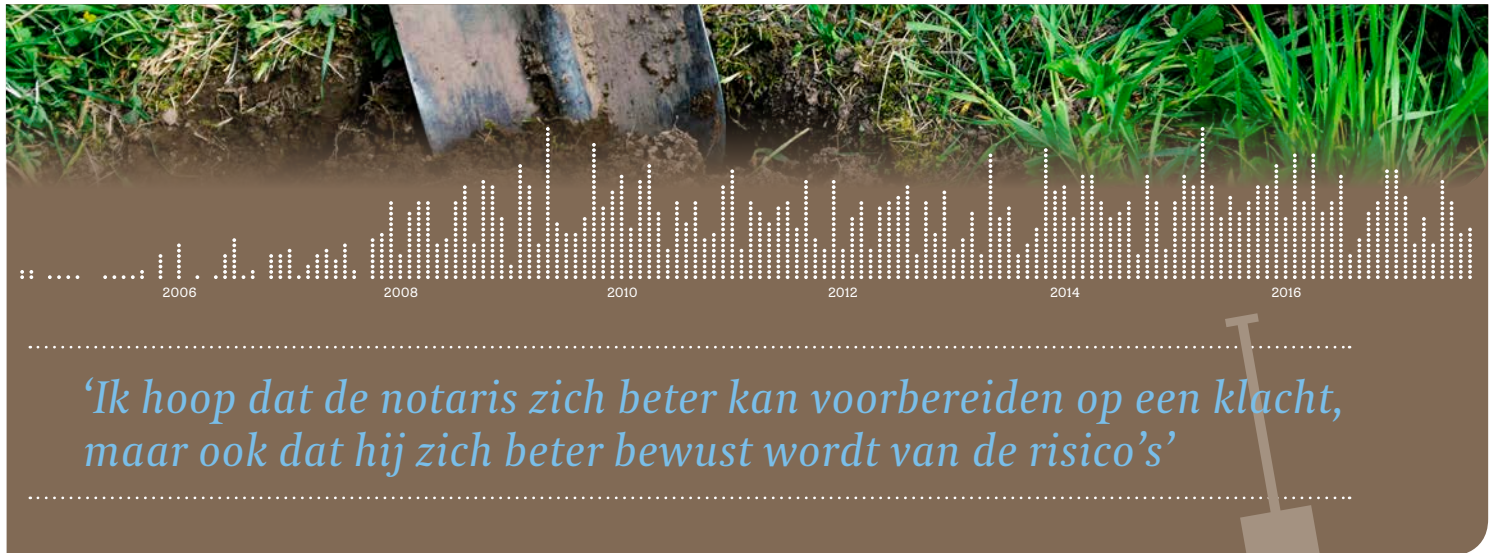 2006 2008 2010 2012 2014 2016
‘Ik hoop dat de notaris zich beter kan voorbereiden op een klacht,
maar ook dat hij zich beter bewust wordt van de risico’s’